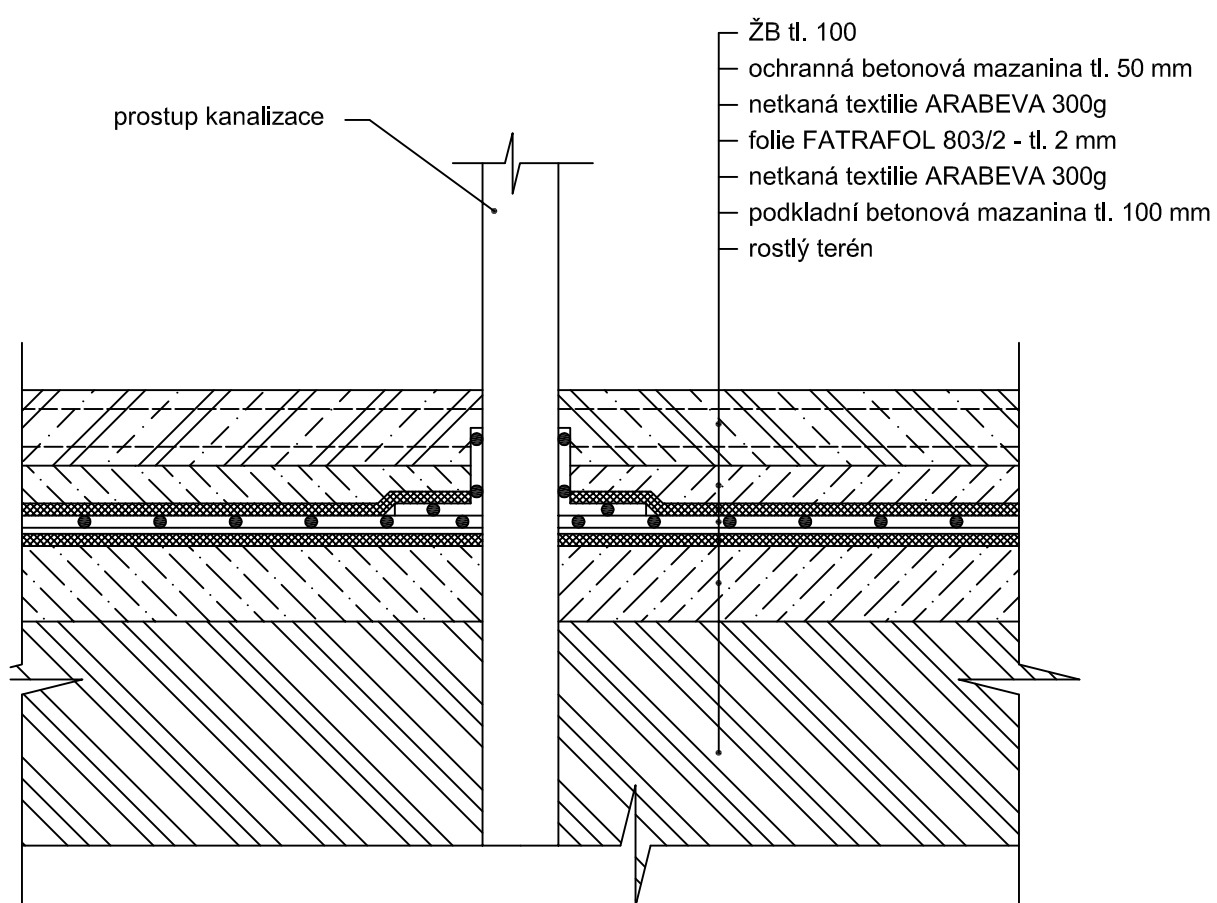 ŽB tl. 100
ochranná betonová mazanina tl. 50 mm
netkaná textilie ARABEVA 300g
prostup kanalizace
folie FATRAFOL 803/2 - tl. 2 mm
netkaná textilie ARABEVA 300g
podkladní betonová mazanina tl. 100 mm
rostlý terén